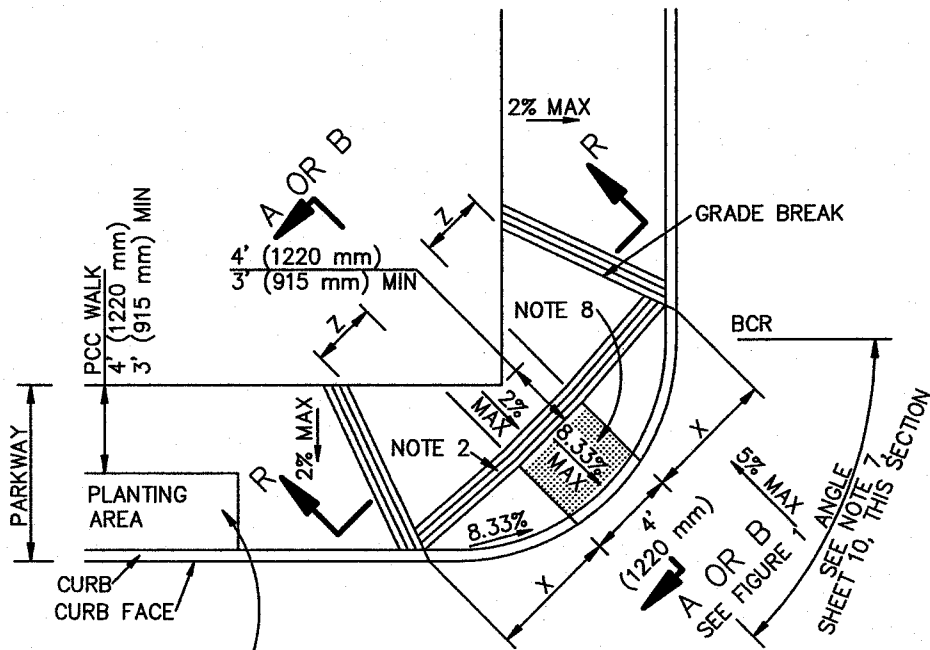 2% MAX
R
A OR B
Z
GRADE BREAK
4' (1220 mm)
3' (915 mm) MIN
PCC WALK
4' (1220 mm)
3' (915 mm) MIN
Z
NOTE 8
BCR
2%
MAX
2% MAX
NOTE 2
8.33%
MAX
X
PARKWAY
R
PLANTING
AREA
8.33%
4'
(1220 mm)
5% MAX
X
A OR B
SEE FIGURE 1
ANGLE
SEE NOTE 7,
SHEET 10, THIS SECTION
CURB
CURB FACE